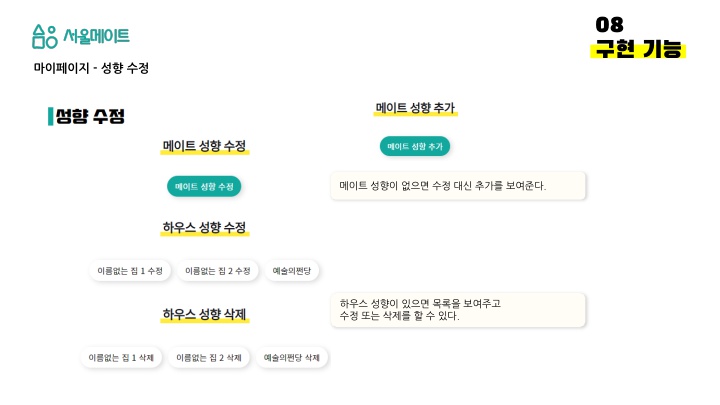 서울메이트
08
구현 기능
마이페이지 - 성향 수정
성향 수정
메이트 성향 수정
메이트 성향 수정
하우스 성향 수정
이름없는 집 1 수정 이름없는 집 2 수정 예술의쩐당
하우스 성향 삭제
이름없는 집 1 삭제 이름없는 집 2 삭제 예술의쩐당 삭제
메이트 성향 추가
메이트 성향 추가
메이트 성향이 없으면 수정 대신 추가를 보여준다.
하우스 성향이 있으면 목록을 보여주고
수정 또는 삭제를 할 수 있다.